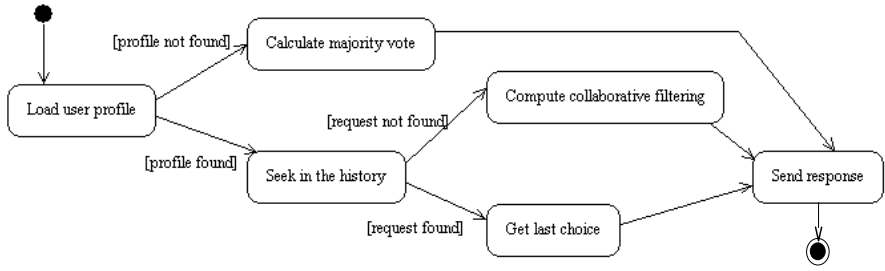 [profile not found]
Calculate majority vote
Load user profile
Compute collaborative filtering
[request not found]
[profile found]
Seek in the history
Send response
[request found]
Get last choice